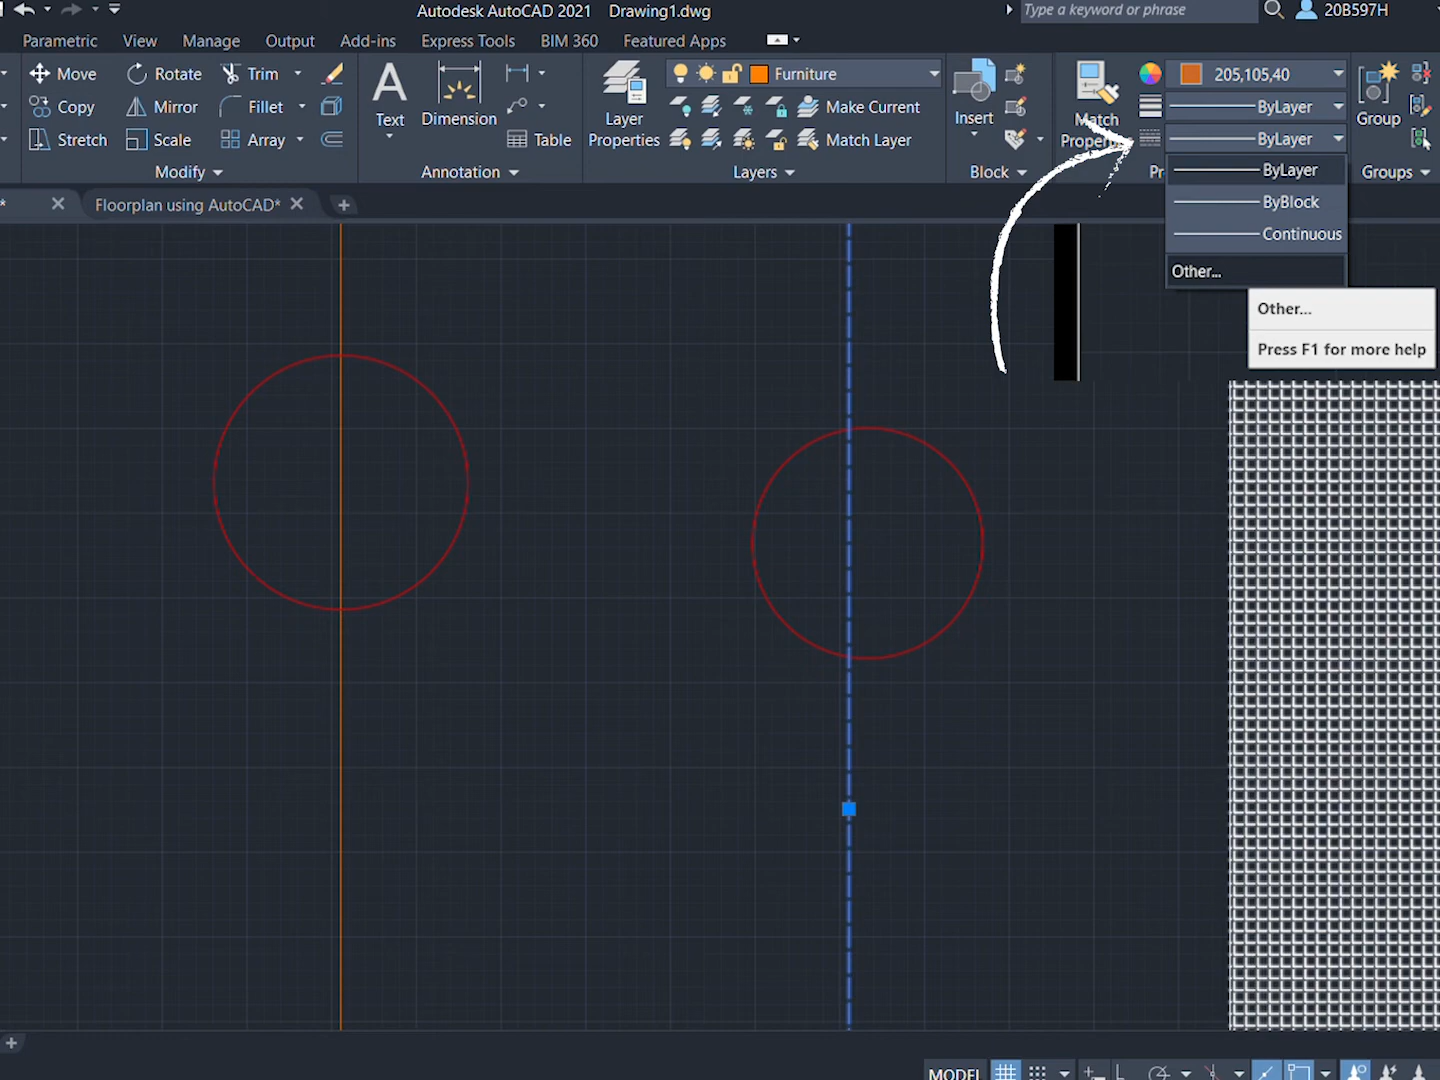 Autodesk AutoCAD 2021 Drawing1.dwg Type a keyword or phrase 20B597H
Parametric View Manage Output Add-ins Express Tools BIM 360 Featured Apps
Move Rotate Trim
Copy Mirror Fillet
Stretch Scale Array
Modify
Text
Dimension
Table
Annotation
Layer
Properties
Furniture
Make Current
Match Layer
Layers
Insert
Block
Match
205,105,40
ByLayer
ByLayer
ByLayer
ByBlock
Continuous
Other...
Group
Groups
Floorplan using AutoCAD*
Other...
Press F1 for more help
MODEL